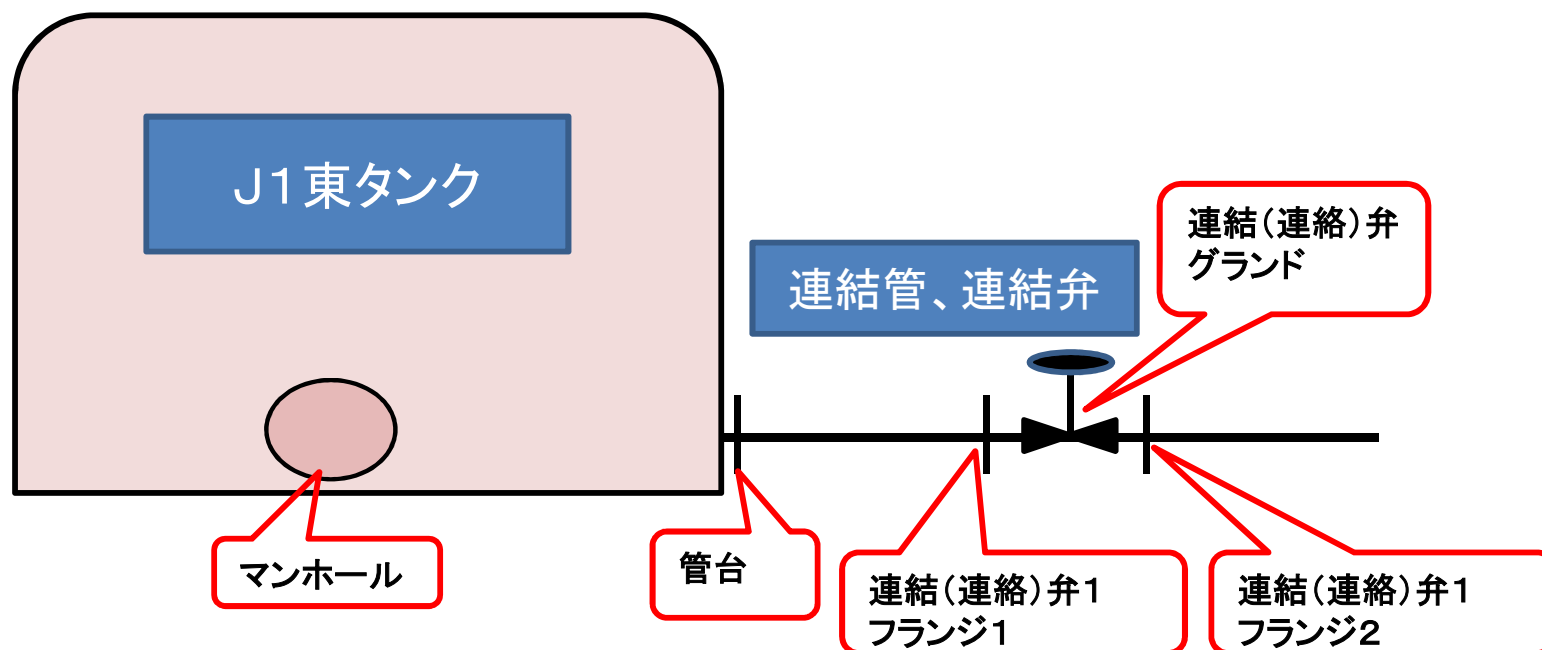 J1東タンク
連結(連絡)弁
グランド
連結管、連結弁
マンホール
管台
連結(連絡)弁1
フランジ1
連結(連絡)弁1
フランジ2